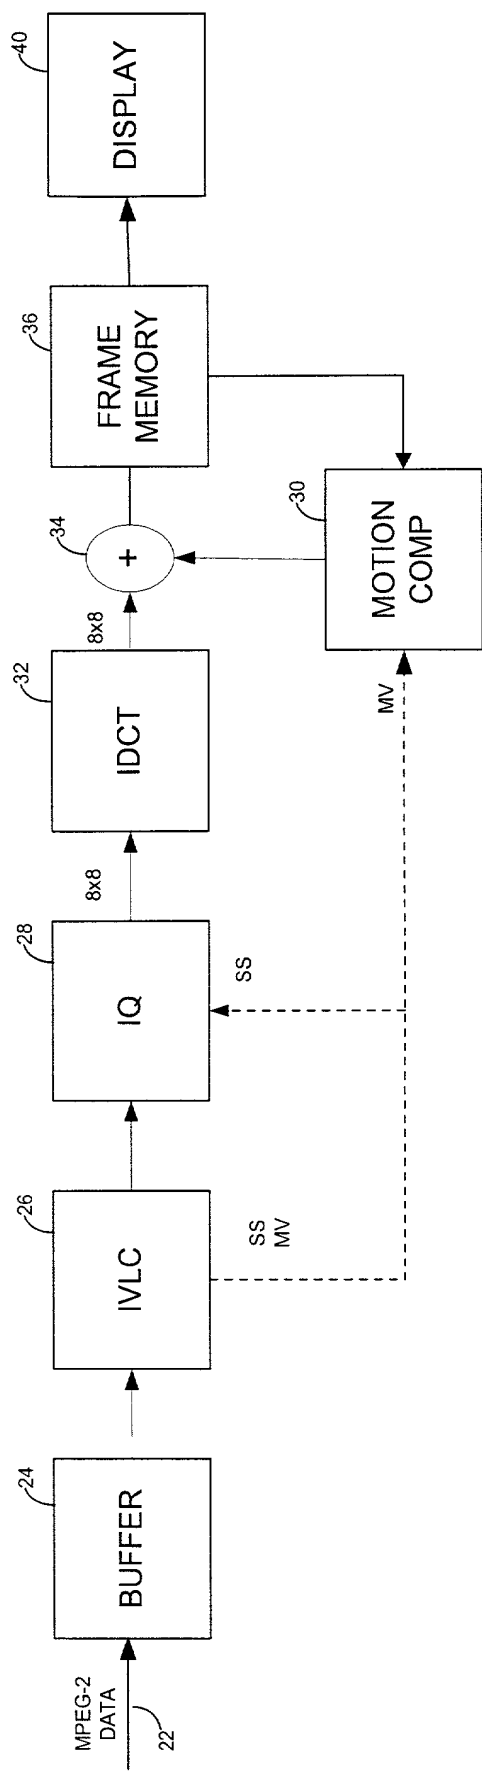 MPEG-2
DATA
22
24
BUFFER
26
IVLC
SS
MV
28
IQ
SS
8x8
32
IDCT
8x8
34
+
MV
30
MOTION
COMP
36
FRAME
MEMORY
40
DISPLAY